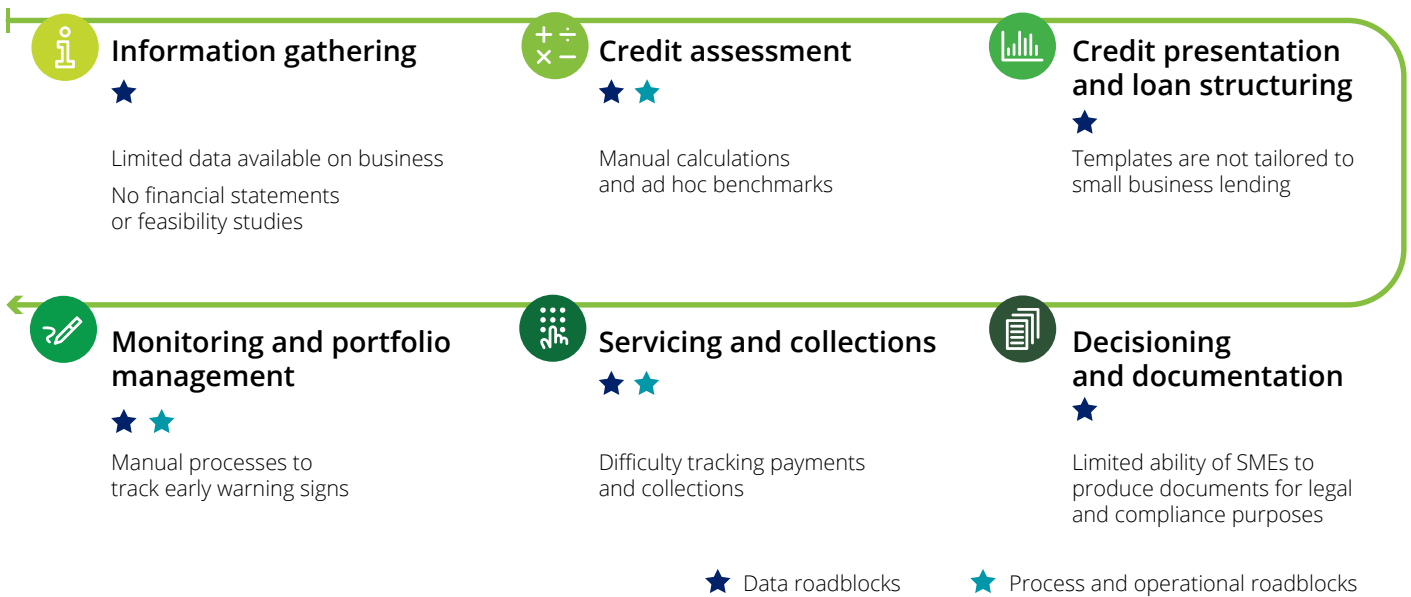 Information gathering
Limited data available on business
No financial statements
or feasibility studies
Credit assessment
Manual calculations
and ad hoc benchmarks
Credit presentation
and loan structuring
Templates are not tailored to
small business lending
Monitoring and portfolio
management
Manual processes to
track early warning signs
Servicing and collections
Difficulty tracking payments
and collections
Decisioning
and documentation
Limited ability of SMEs to
produce documents for legal
and compliance purposes
Data roadblocks
Process and operational roadblocks